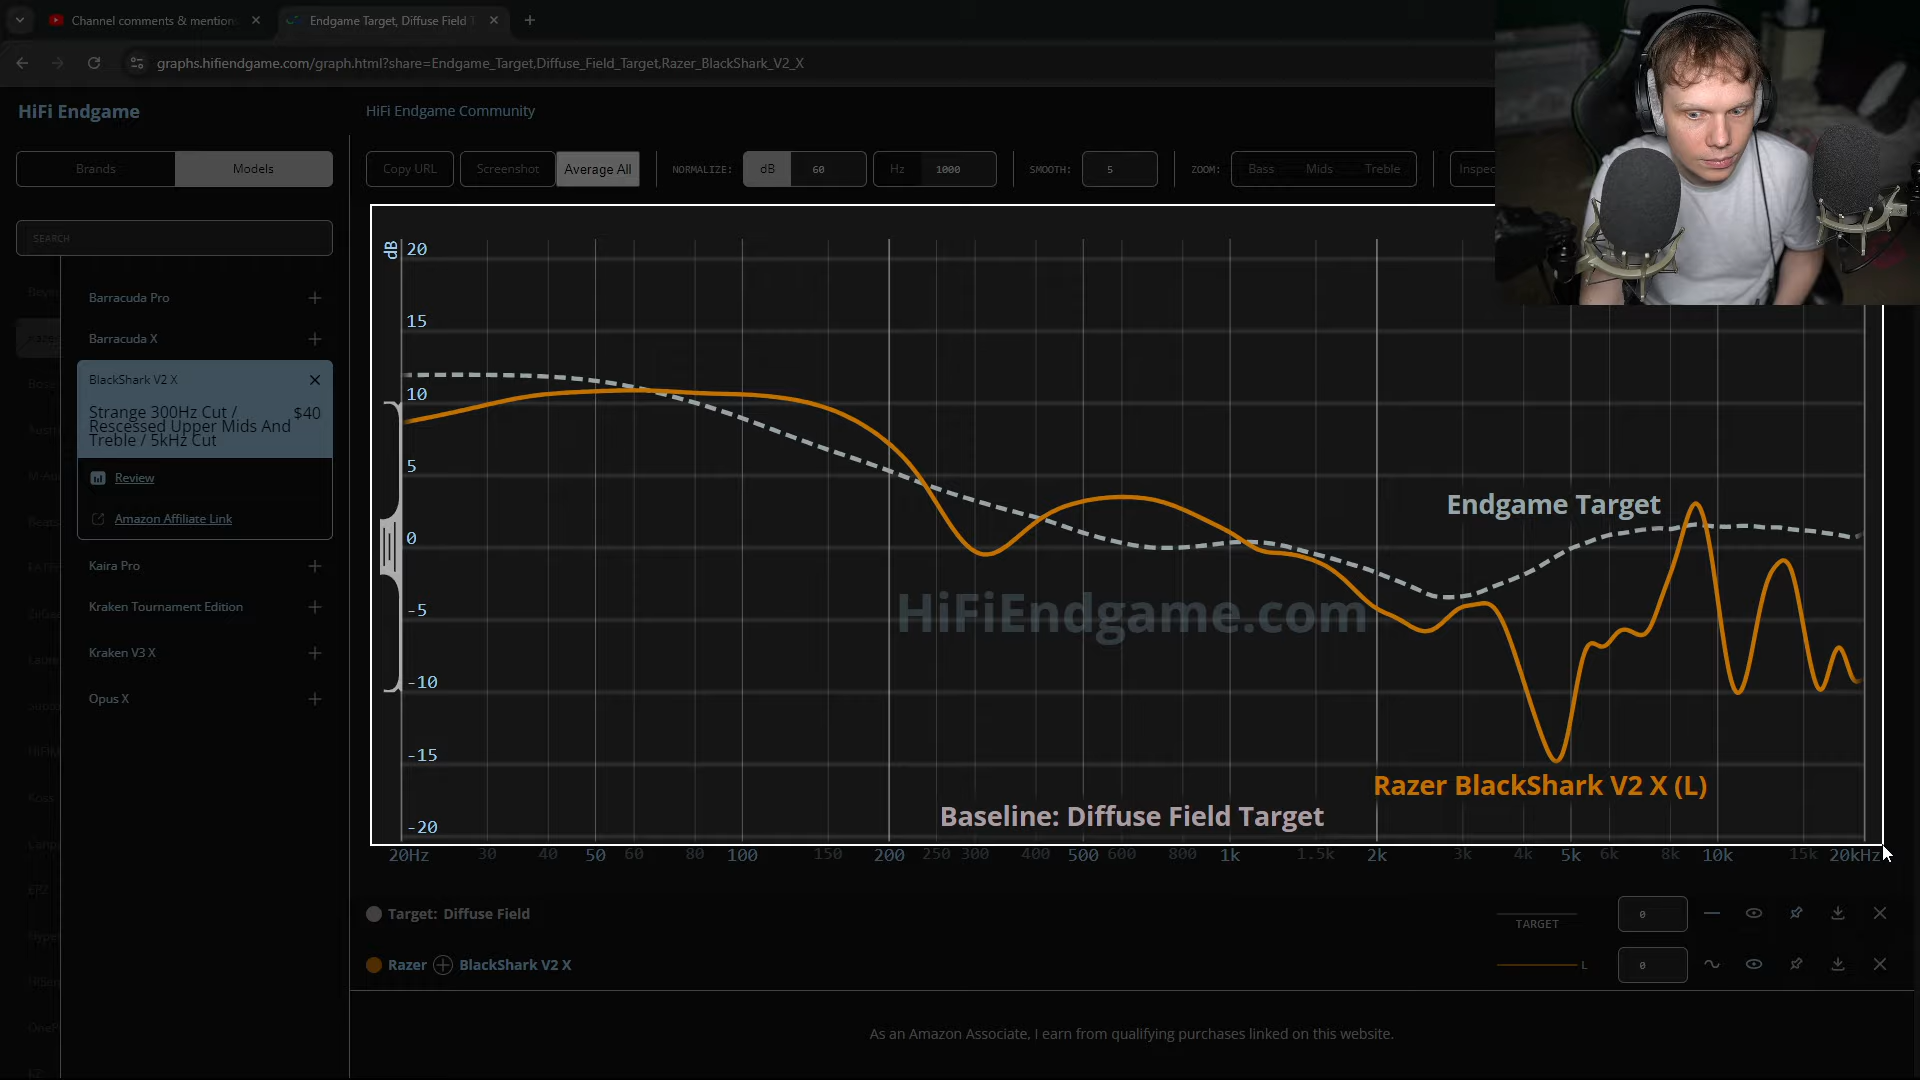 Channel comments & mention
Endgame Target, Diffuse Field T
graphs.hifiendgame.com/graph.html?share=Endgame_Target,Diffuse_Field_Target,Razer_BlackShark_V2_X
HiFi Endgame
HiFi Endgame Community
Brands
Models
Copy URL
Screenshot
Average All
NORMALIZE:
dB
60
Hz
1000
SMOOTH:
5
ZOOM:
Bass
Mids
Treble
Inspec
SEARCH
Barracuda Pro
Barracuda X
BlackShark V2 X
Strange 300Hz Cut /
Rescessed Upper Mids And
Treble / 5kHz Cut
$40
Review
Amazon Affiliate Link
Kaira Pro
Kraken Tournament Edition
Kraken V3 X
Opus X
dB
20
15
10
5
0
-5
-10
-15
-20
Endgame Target
HiFiEndgame.com
Razer BlackShark V2 X (L)
Baseline: Diffuse Field Target
20Hz 30 40 50 60 80 100 150 200 250 300 400 500 600 800 1k 1.5k 2k 3k 4k 5k 6k 8k 10k 15k 20kHz
Target: Diffuse Field
TARGET
0
Razer BlackShark V2 X
L
0
As an Amazon Associate, I earn from qualifying purchases linked on this website.